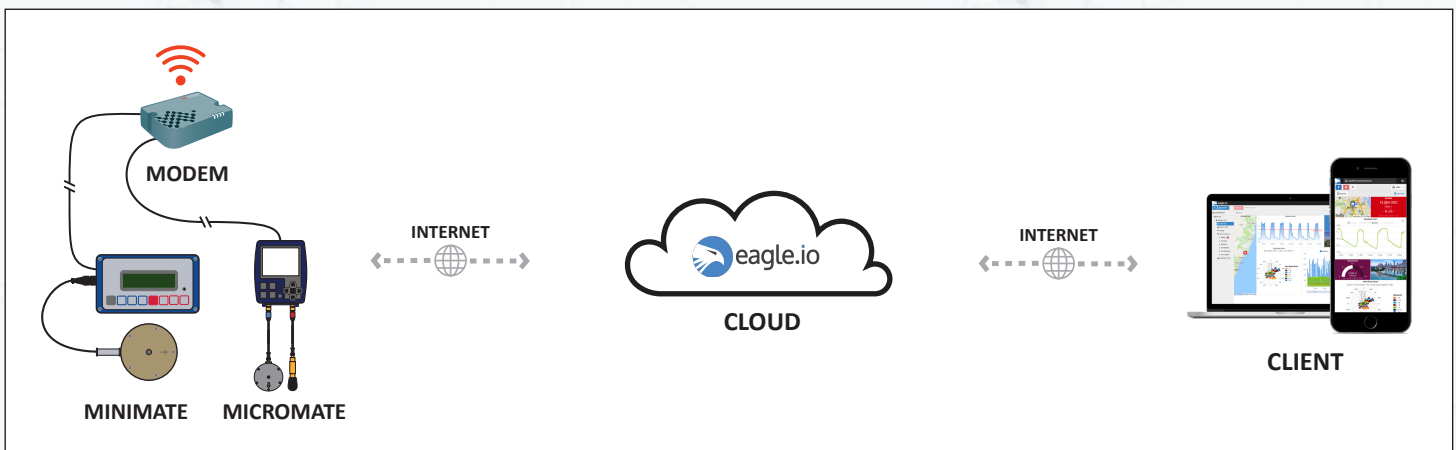 MODEM
MINIMATE
MICROMATE
INTERNET
eagle.io
CLOUD
INTERNET
CLIENT